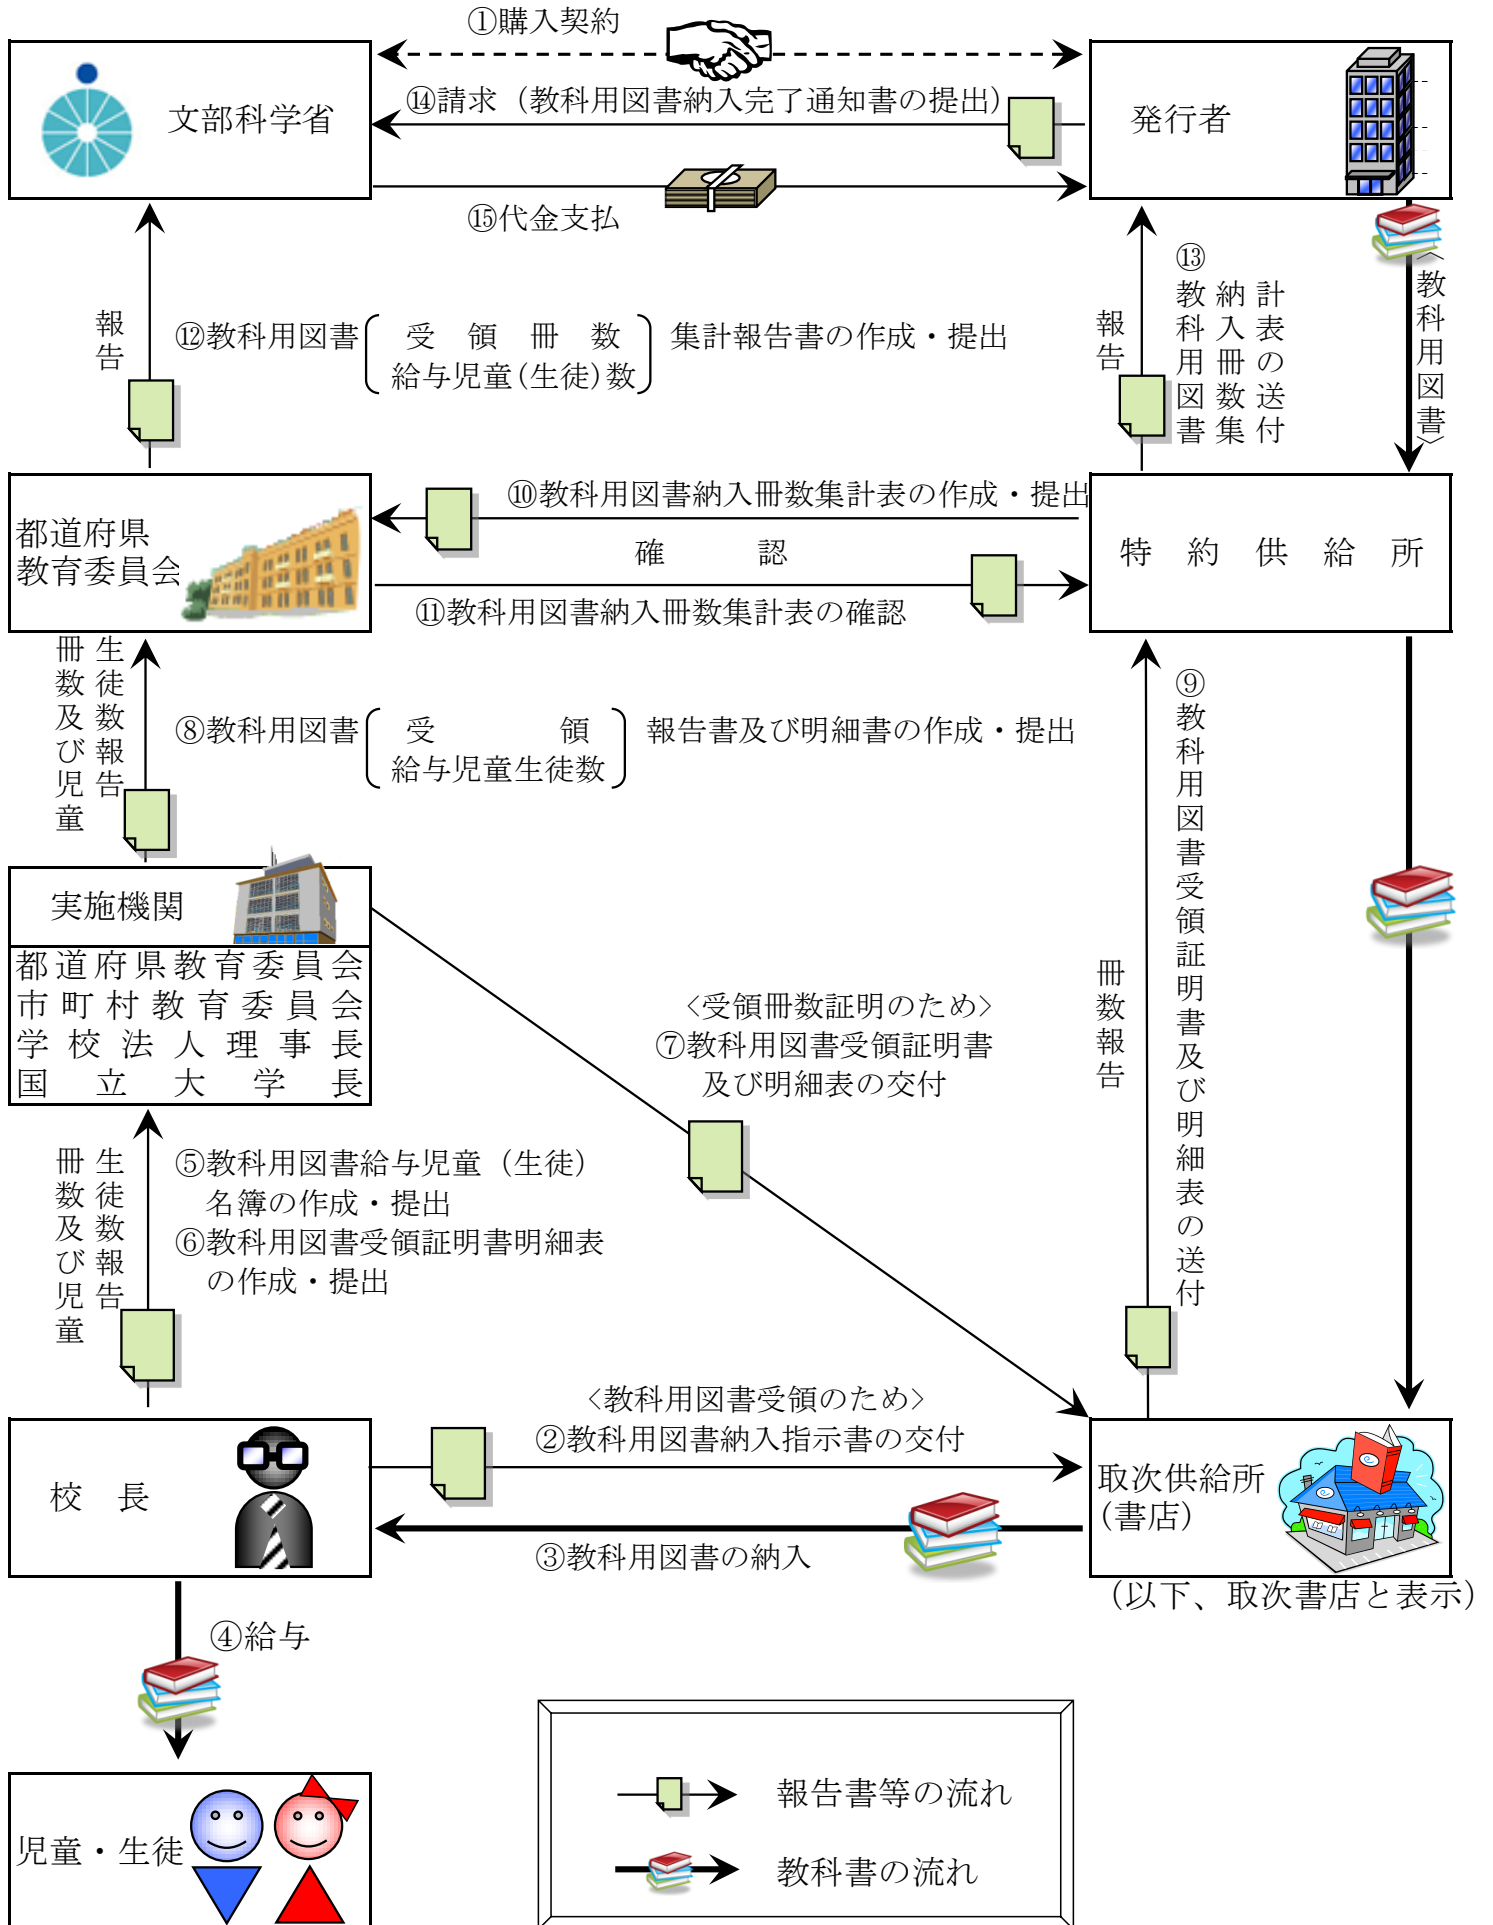 ①購入契約
文部科学省
⑭請求（教科用図書納入完了通知書の提出）
発行者
⑮代金支払
報告
⑫教科用図書
受領冊数
給与児童(生徒)数
集計報告書の作成・提出
報告
⑬
教科用図書
納入冊数集
計表の送付
〈教科用図書〉
都道府県
教育委員会
⑩教科用図書納入冊数集計表の作成・提出
確認
⑪教科用図書納入冊数集計表の確認
特約供給所
冊数及び児童
生徒数報告
⑧教科用図書
受領
給与児童生徒数
報告書及び明細書の作成・提出
⑨教科用図書受領証明書及び明細表の送付
冊数報告
実施機関
都道府県教育委員会
市町村教育委員会
学校法人理事長
国立大学長
<受領冊数証明のため>
⑦教科用図書受領証明書
及び明細表の交付
冊数及び児童
生徒数報告
⑤教科用図書給与児童（生徒）
名簿の作成・提出
⑥教科用図書受領証明書明細表
の作成・提出
<教科用図書受領のため>
②教科用図書納入指示書の交付
校長
③教科用図書の納入
取次供給所
(書店)
（以下、取次書店と表示）
④給与
児童・生徒
報告書等の流れ
教科書の流れ